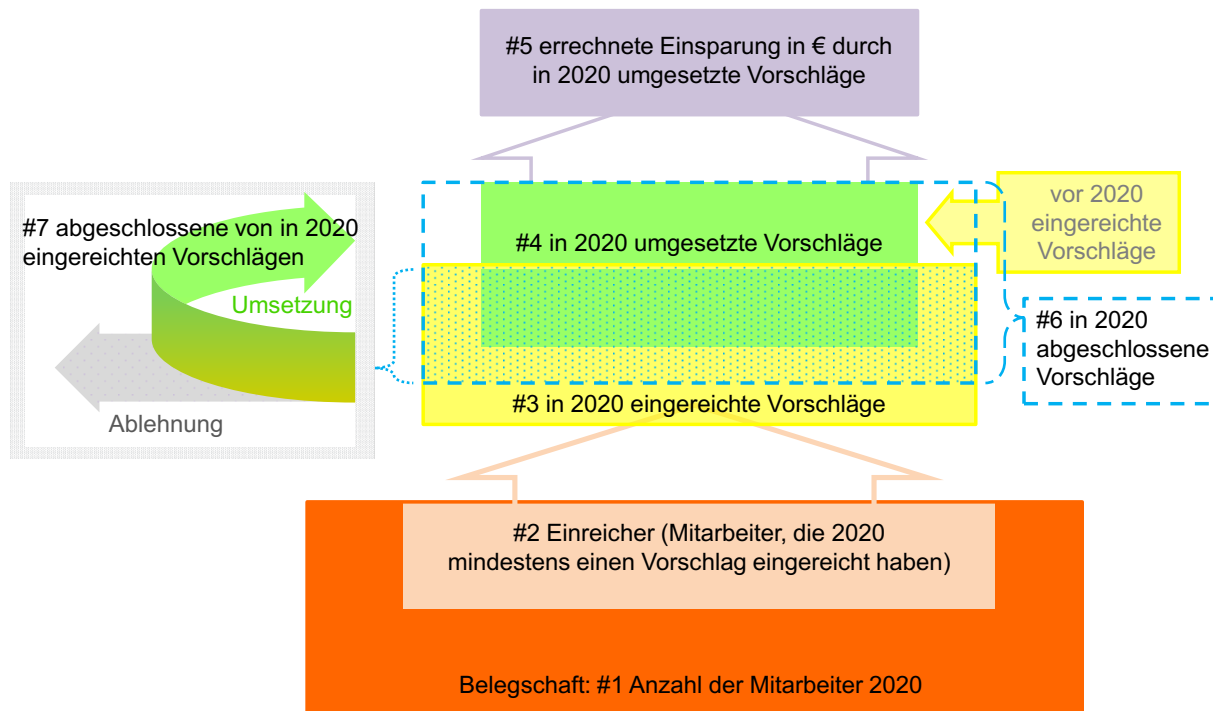 #5 errechnete Einsparung in € durch
in 2020 umgesetzte Vorschläge
#7 abgeschlossene von in 2020
eingereichten Vorschlägen
Umsetzung
Ablehnung
#4 in 2020 umgesetzte Vorschläge
vor 2020
eingereichte
Vorschläge
#6 in 2020
abgeschlossene
Vorschläge
#3 in 2020 eingereichte Vorschläge
#2 Einreicher (Mitarbeiter, die 2020
mindestens einen Vorschlag eingereicht haben)
Belegschaft: #1 Anzahl der Mitarbeiter 2020